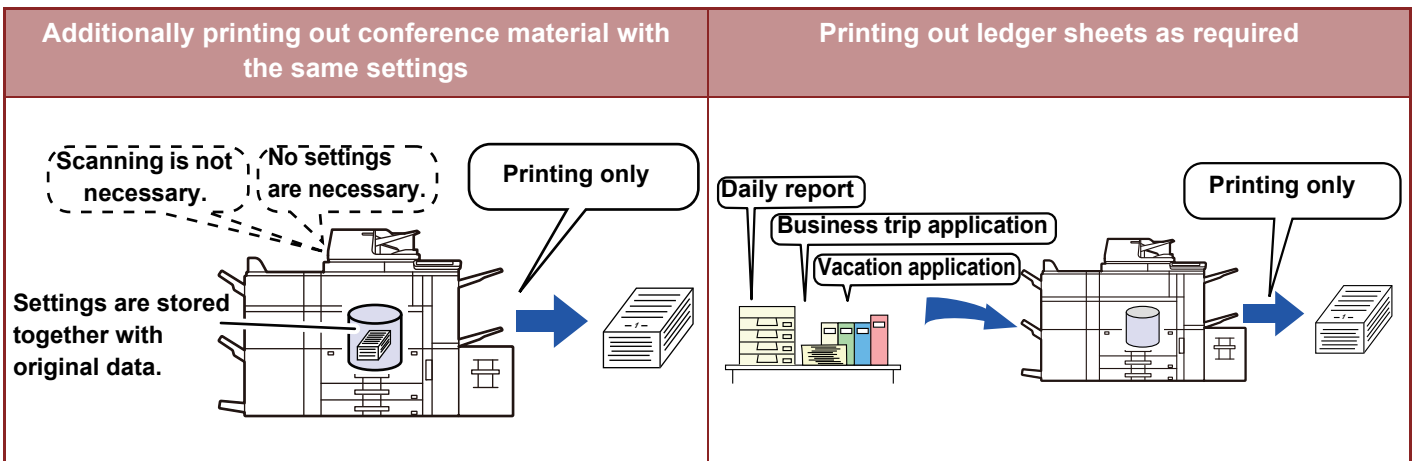 Additionally printing out conference material with
the same settings
Printing out ledger sheets as required
Scanning is not
necessary.
No settings
are necessary.
Printing only
Settings are stored
together with
original data.
-1-
Daily report
Business trip application
Vacation application
Printing only
-1-